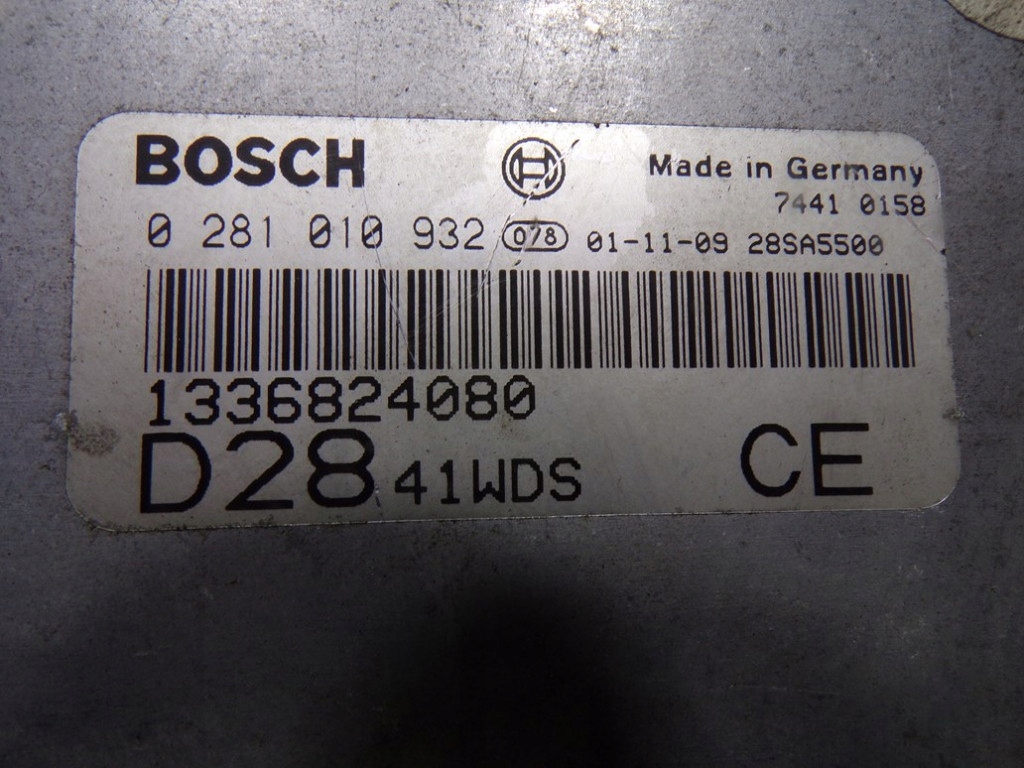 BOSCH Made in Germany
7441 0158
0 281 010 932 078 01-11-09 28SA5500
1336824080
D28 41WDS CE